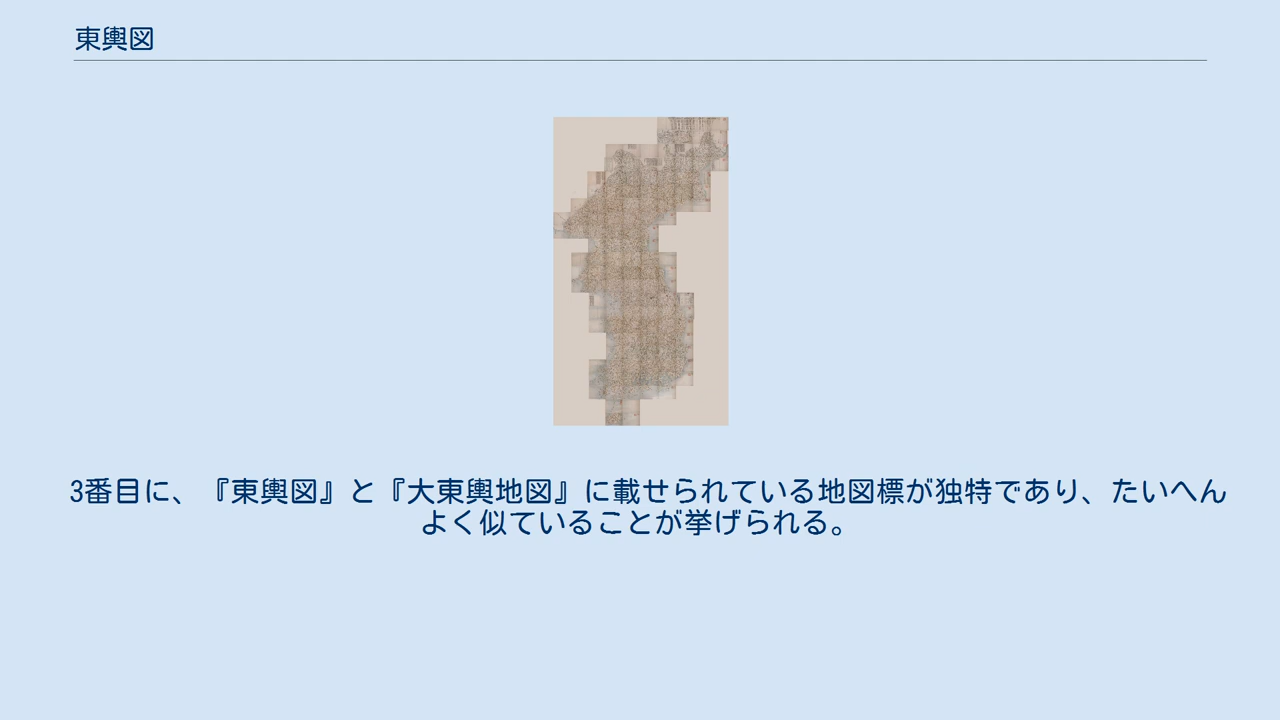 東輿図
3番目に、『東輿図』と『大東輿地図』に載せられている地図標が独特であり、たいへん
よく似ていることが挙げられる。